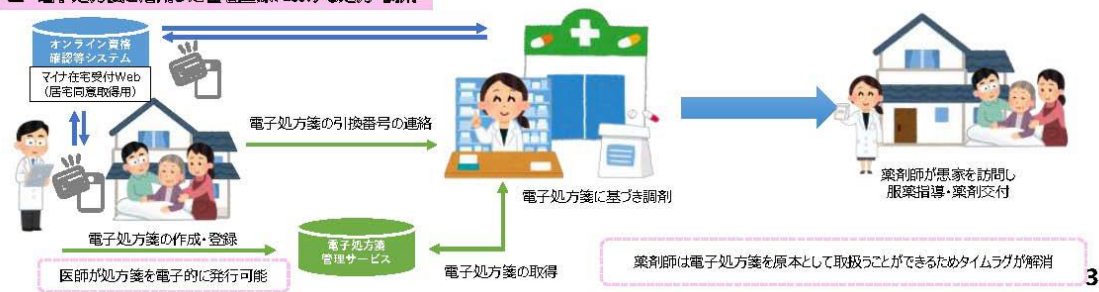 オンライン資格
確認等システム
マイナ在宅受付Web
(居宅同意取得用)
電子処方箋の引換番号の連絡
電子処方箋に基づき調剤
薬剤師が患家を訪問し
服薬指導・薬剤交付
電子処方箋の作成・登録
電子処方箋
管理サービス
電子処方箋の取得
医師が処方箋を電子的に発行可能
薬剤師は電子処方箋を原本として取扱うことができるためタイムラグが解消
3